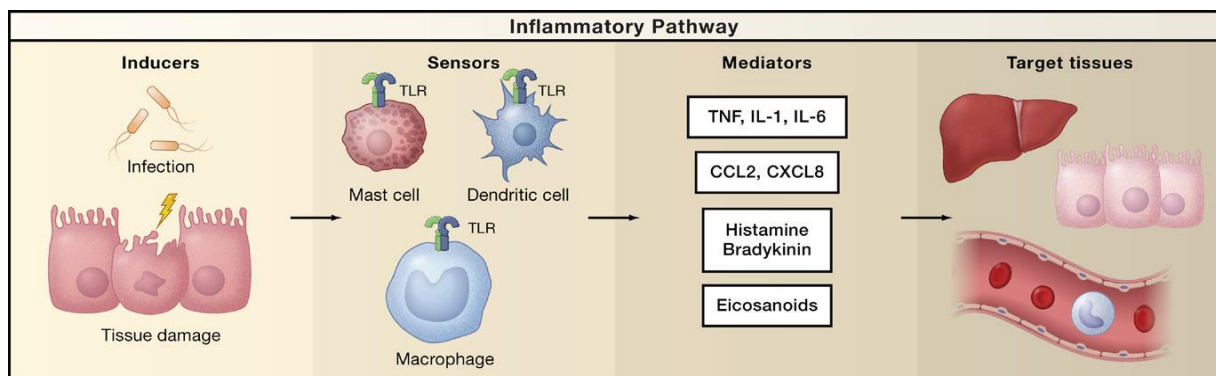 Inflammatory Pathway
Inducers
Infection
Tissue damage
Sensors
TLR
Mast cell
TLR
Dendritic cell
TLR
Macrophage
Mediators
TNF, IL-1, IL-6
CCL2, CXCL8
Histamine
Bradykinin
Eicosanoids
Target tissues